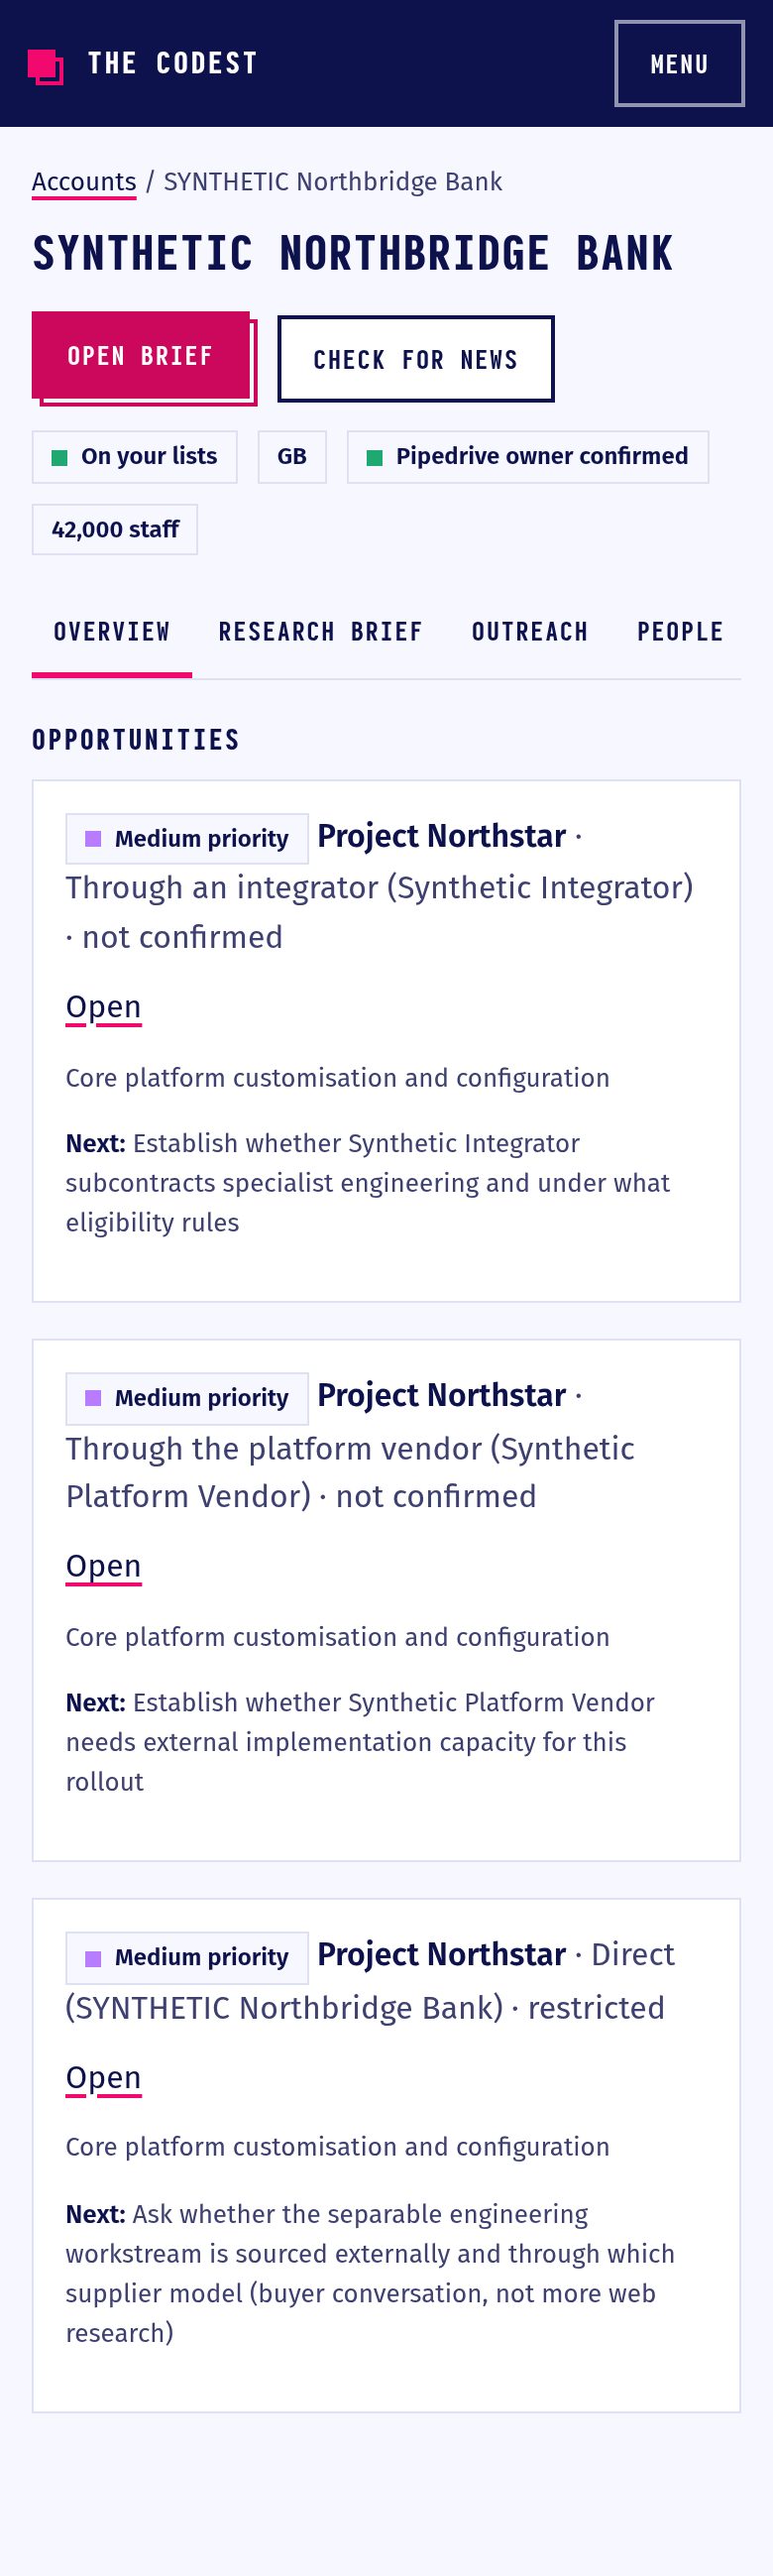 THE CODEST
MENU
Accounts / SYNTHETIC Northbridge Bank
SYNTHETIC NORTHBRIDGE BANK
OPEN BRIEF
CHECK FOR NEWS
On your lists
GB
Pipedrive owner confirmed
42,000 staff
OVERVIEW
RESEARCH BRIEF
OUTREACH
PEOPLE
OPPORTUNITIES
Medium priority Project Northstar ·
Through an integrator (Synthetic Integrator)
· not confirmed
Open
Core platform customisation and configuration
Next: Establish whether Synthetic Integrator
subcontracts specialist engineering and under what
eligibility rules
Medium priority Project Northstar ·
Through the platform vendor (Synthetic
Platform Vendor) · not confirmed
Open
Core platform customisation and configuration
Next: Establish whether Synthetic Platform Vendor
needs external implementation capacity for this
rollout
Medium priority Project Northstar · Direct
(SYNTHETIC Northbridge Bank) · restricted
Open
Core platform customisation and configuration
Next: Ask whether the separable engineering
workstream is sourced externally and through which
supplier model (buyer conversation, not more web
research)